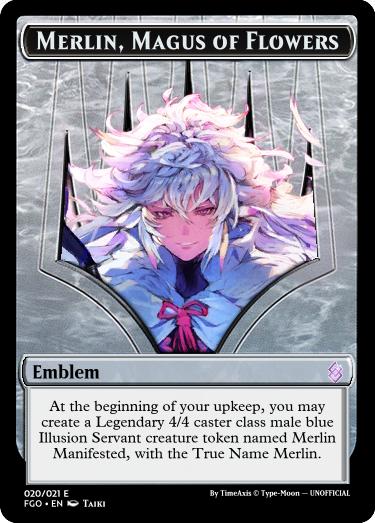 Merlin, Magus of Flowers
Emblem
At the beginning of your upkeep, you may
create a Legendary 4/4 caster class male blue
Illusion Servant creature token named Merlin
Manifested, with the True Name Merlin.
020/021 E
FGO • EN Taiki
By TimeAxis © Type-Moon — UNOFFICIAL